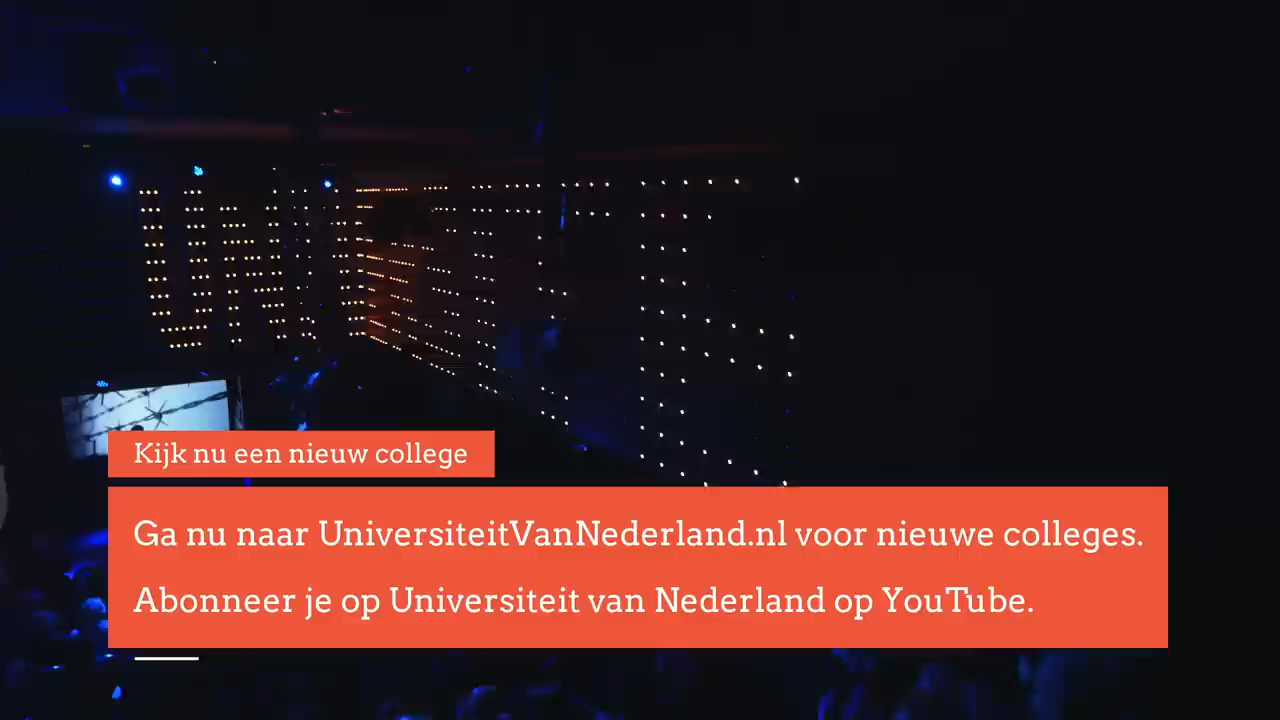 UNIVE
Kijk nu een nieuw college
Ga nu naar UniversiteitVanNederland.nl voor nieuwe colleges.
Abonneer je op Universiteit van Nederland op YouTube.